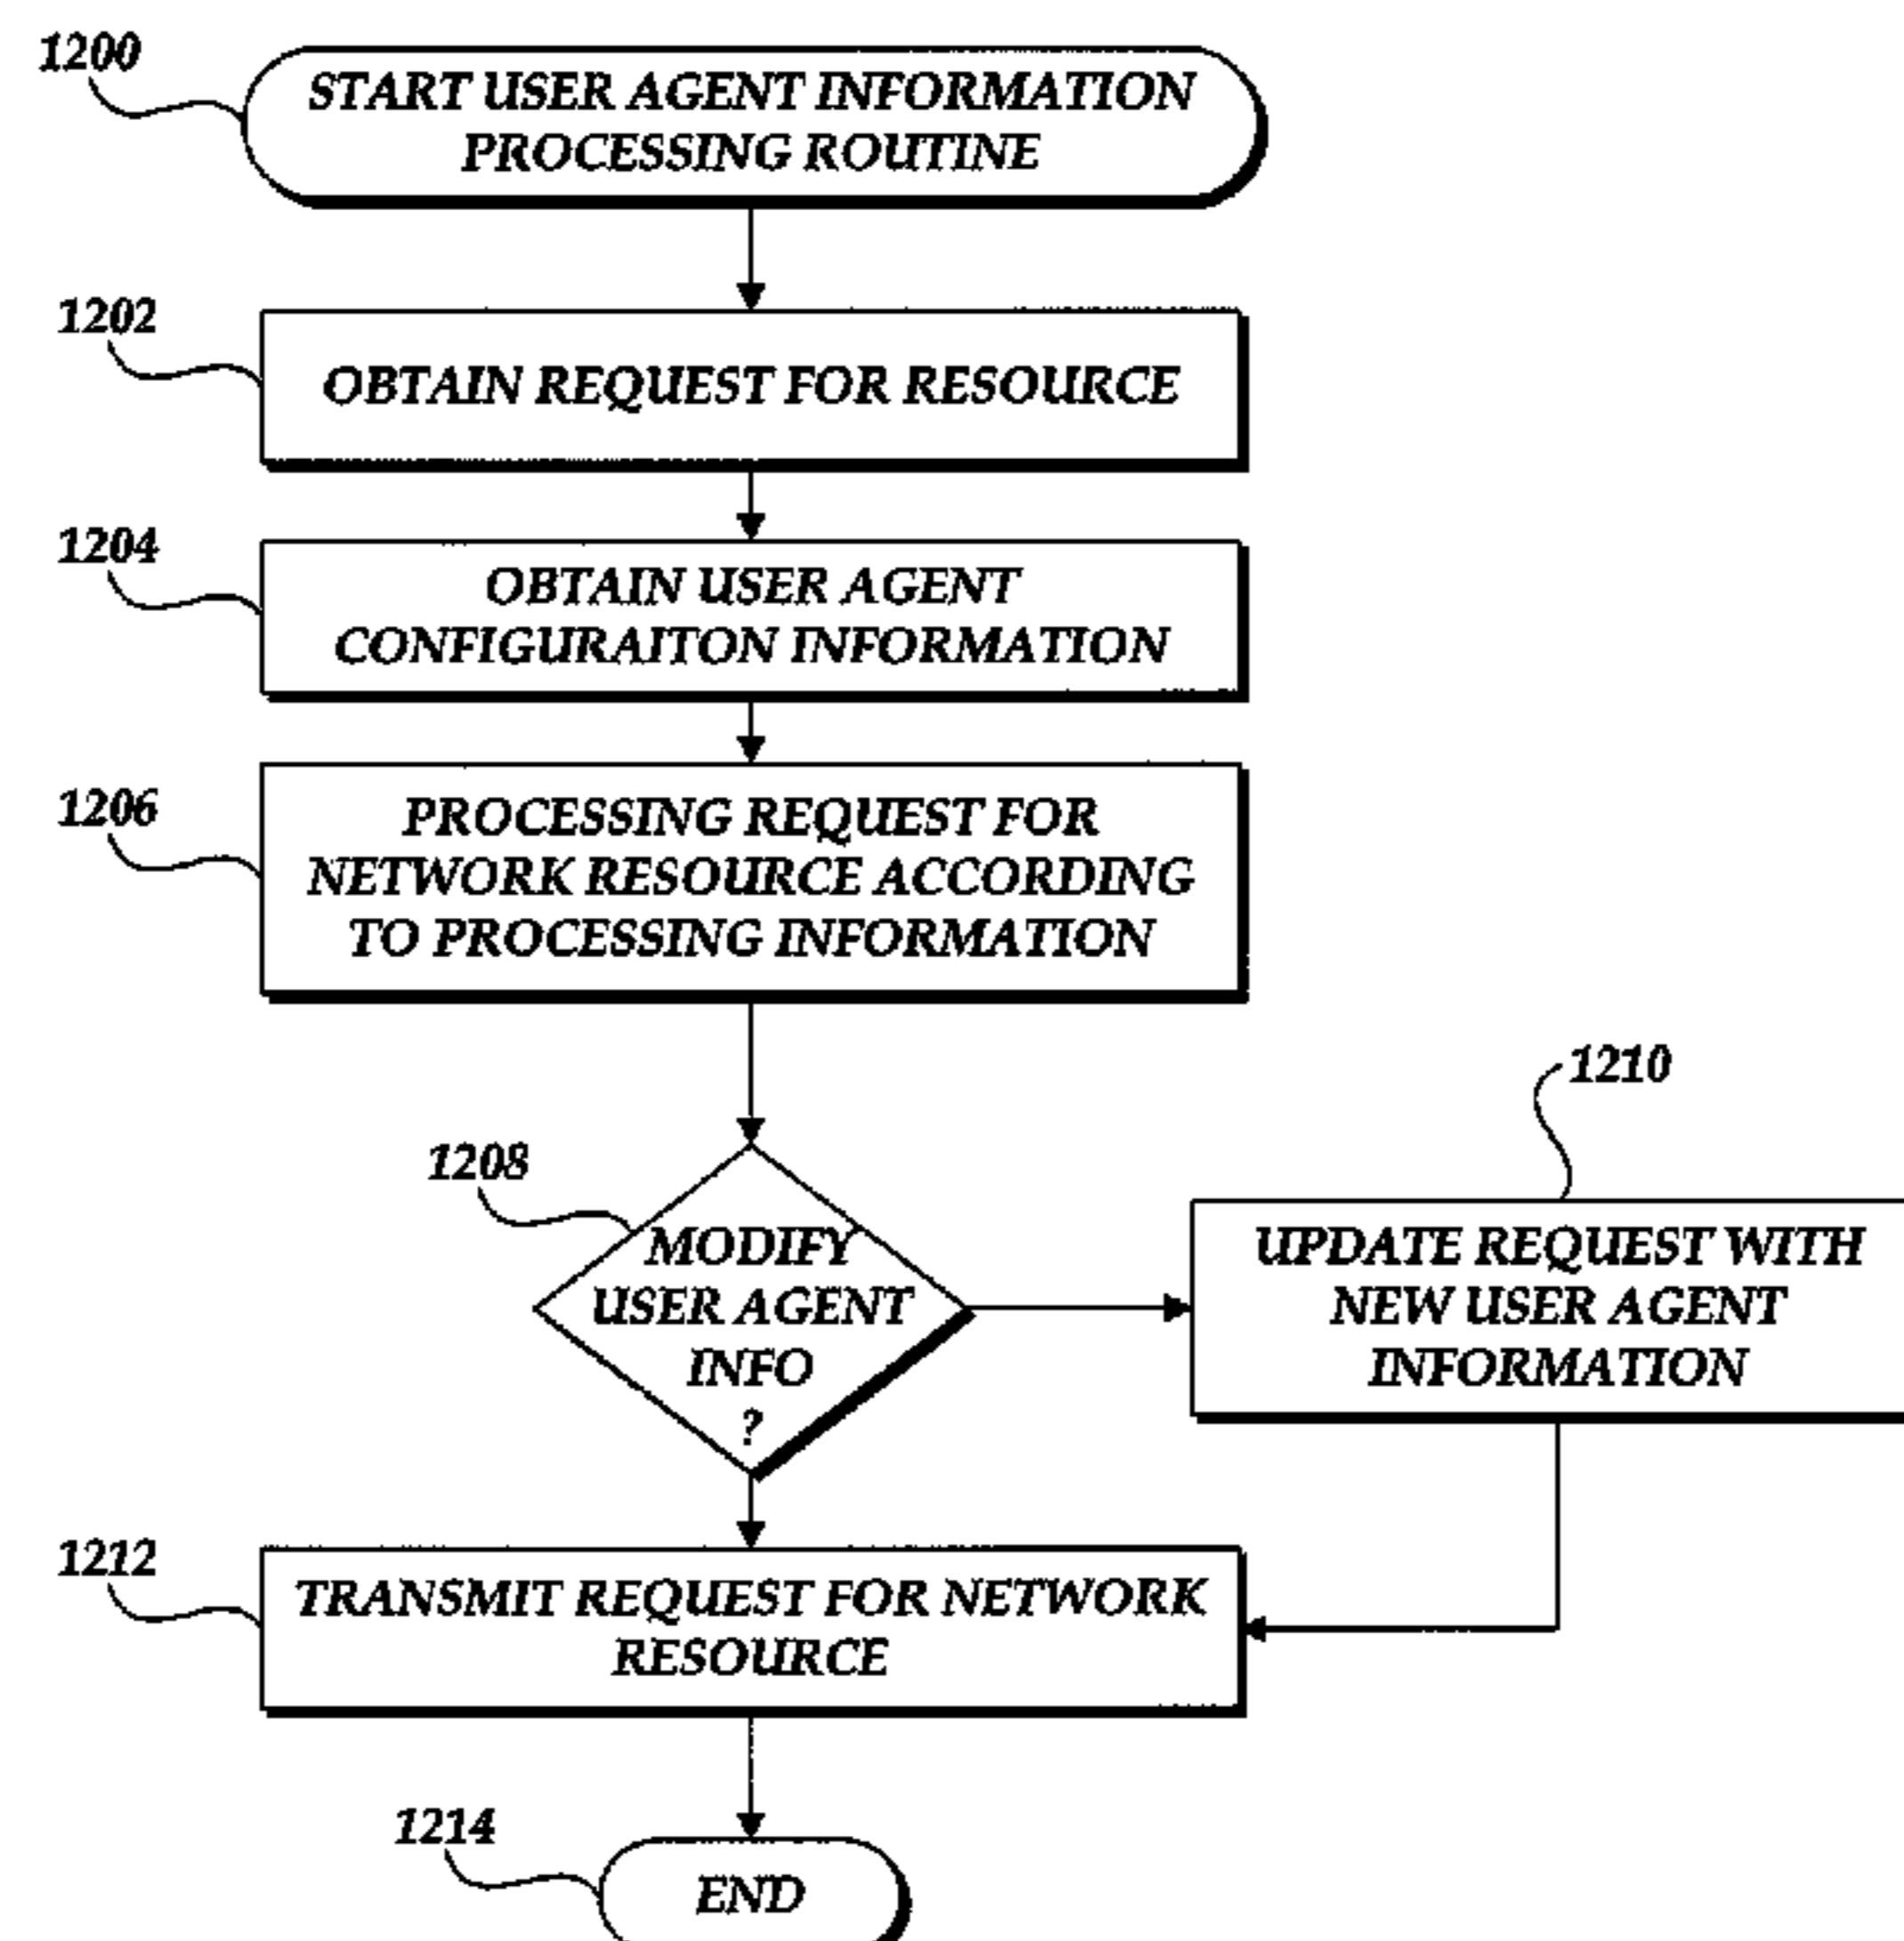 1200
START USER AGENT INFORMATION
PROCESSING ROUTINE
1202
OBTAIN REQUEST FOR RESOURCE
1204
OBTAIN USER AGENT
CONFIGURAITON INFORMATION
1206
PROCESSING REQUEST FOR
NETWORK RESOURCE ACCORDING
TO PROCESSING INFORMATION
1208
MODIFY
USER AGENT
INFO
?
1210
UPDATE REQUEST WITH
NEW USER AGENT
INFORMATION
1212
TRANSMIT REQUEST FOR NETWORK
RESOURCE
1214
END